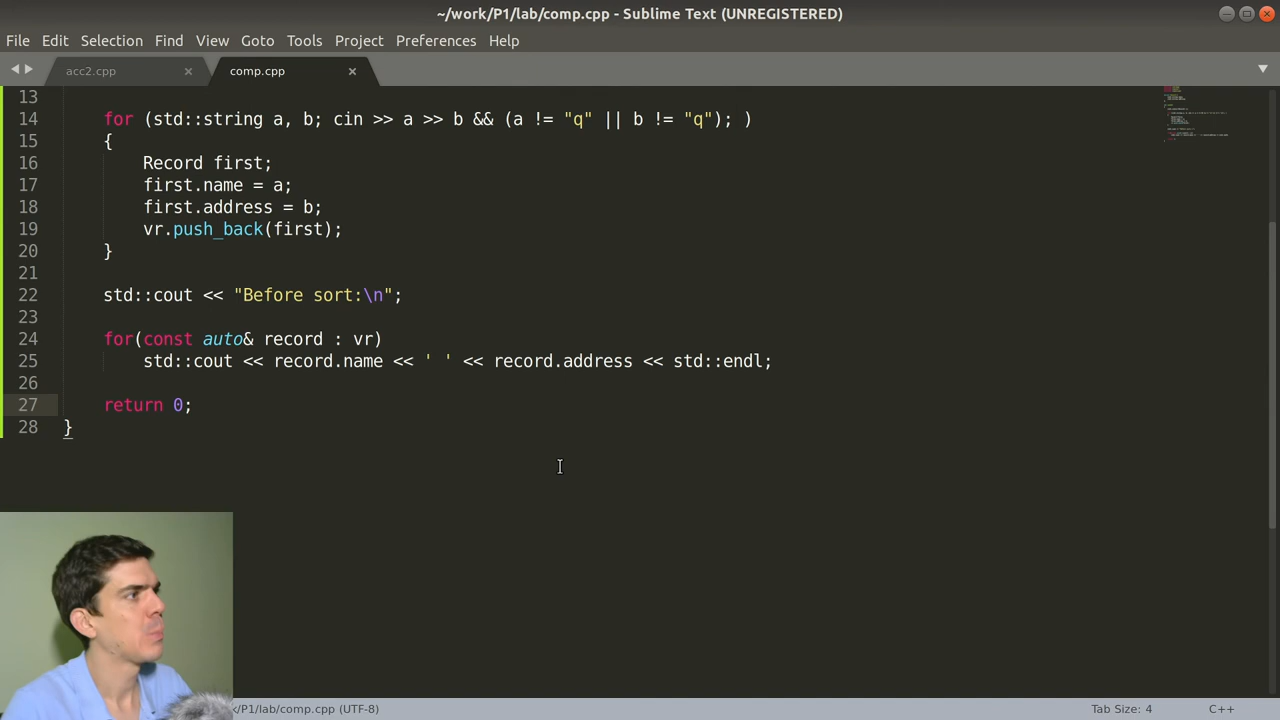 ~/work/P1/lab/comp.cpp - Sublime Text (UNREGISTERED)
File Edit Selection Find View Goto Tools Project Preferences Help
acc2.cpp comp.cpp
13
14 for (std::string a, b; cin >> a >> b && (a != "q" || b != "q"); )
15 {
16 Record first;
17 first.name = a;
18 first.address = b;
19 vr.push_back(first);
20 }
21
22 std::cout << "Before sort:\n";
23
24 for(const auto& record : vr)
25 std::cout << record.name << ' ' << record.address << std::endl;
26
27 return 0;
28 }
k/P1/lab/comp.cpp (UTF-8) Tab Size: 4 C++